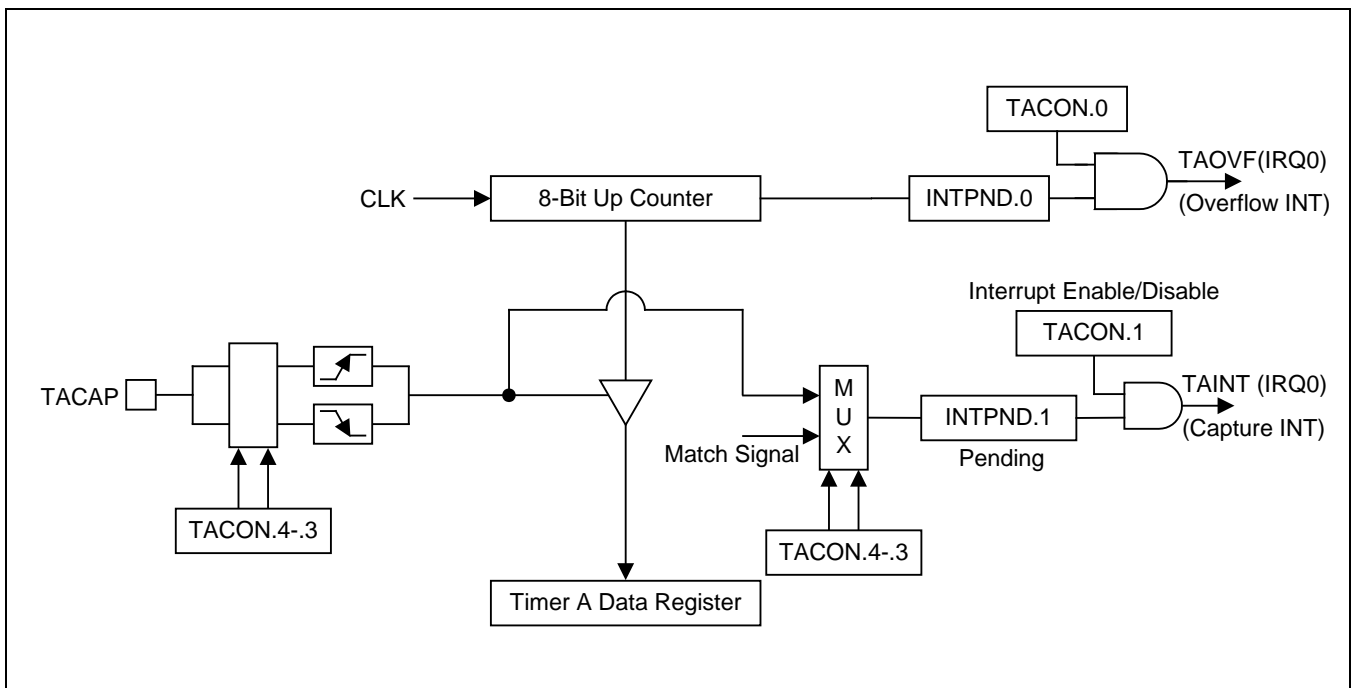 TACON.0
TAOVF(IRQ0)
CLK
8-Bit Up Counter
INTPND.0
(Overflow INT)
Interrupt Enable/Disable
TACON.1
TACAP
M
U
X
INTPND.1
TAINT (IRQ0)
(Capture INT)
Match Signal
Pending
TACON.4-.3
TACON.4-.3
Timer A Data Register